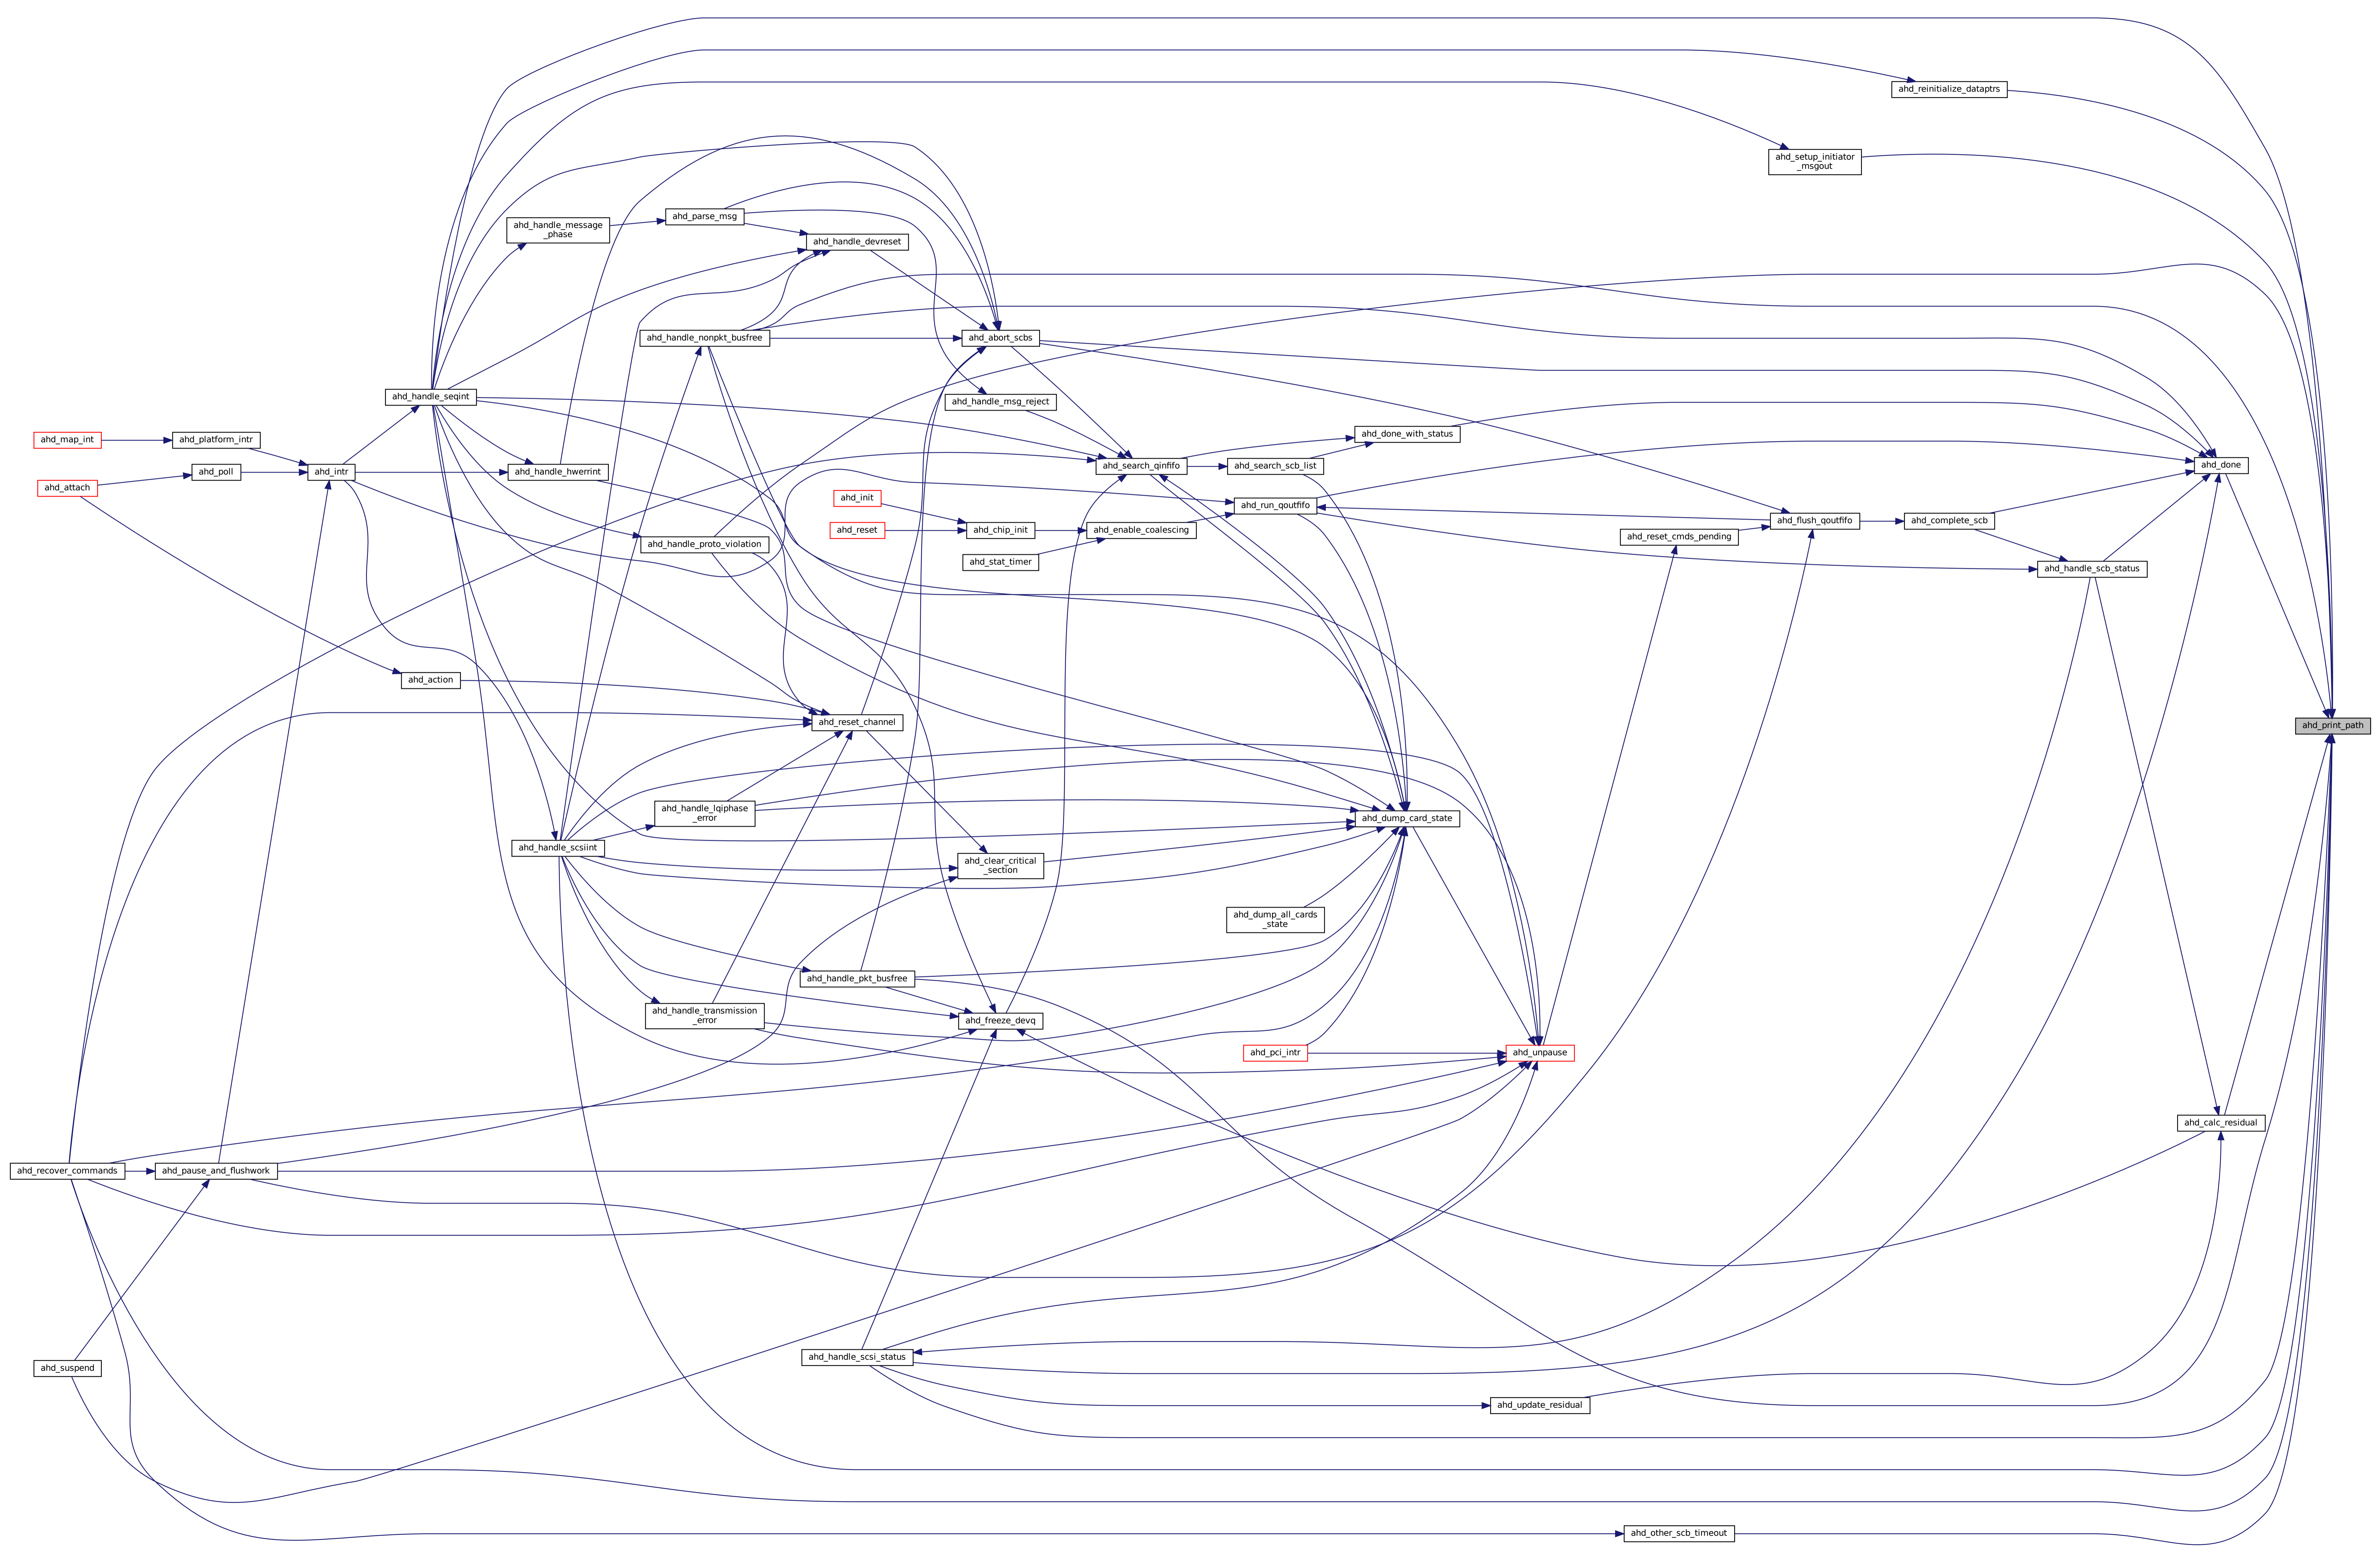 ahd_reinitialize_dataptrs
ahd_setup_initiator
_msgout
ahd_parse_msg
ahd_handle_message
_phase
ahd_handle_devreset
ahd_handle_nonpkt_busfree
ahd_abort_scbs
ahd_handle_seqint
ahd_handle_msg_reject
ahd_done_with_status
ahd_map_int
ahd_platform_intr
ahd_poll
ahd_intr
ahd_handle_hwerrint
ahd_search_qinfifo
ahd_search_scb_list
ahd_done
ahd_attach
ahd_init
ahd_run_qoutfifo
ahd_reset
ahd_chip_init
ahd_enable_coalescing
ahd_flush_qoutfifo
ahd_complete_scb
ahd_handle_proto_violation
ahd_reset_cmds_pending
ahd_stat_timer
ahd_handle_scb_status
ahd_action
ahd_reset_channel
ahd_print_path
ahd_handle_lqiphase
_error
ahd_dump_card_state
ahd_handle_scsiint
ahd_clear_critical
_section
ahd_dump_all_cards
_state
ahd_handle_pkt_busfree
ahd_handle_transmission
_error
ahd_freeze_devq
ahd_pci_intr
ahd_unpause
ahd_calc_residual
ahd_recover_commands
ahd_pause_and_flushwork
ahd_handle_scsi_status
ahd_suspend
ahd_update_residual
ahd_other_scb_timeout